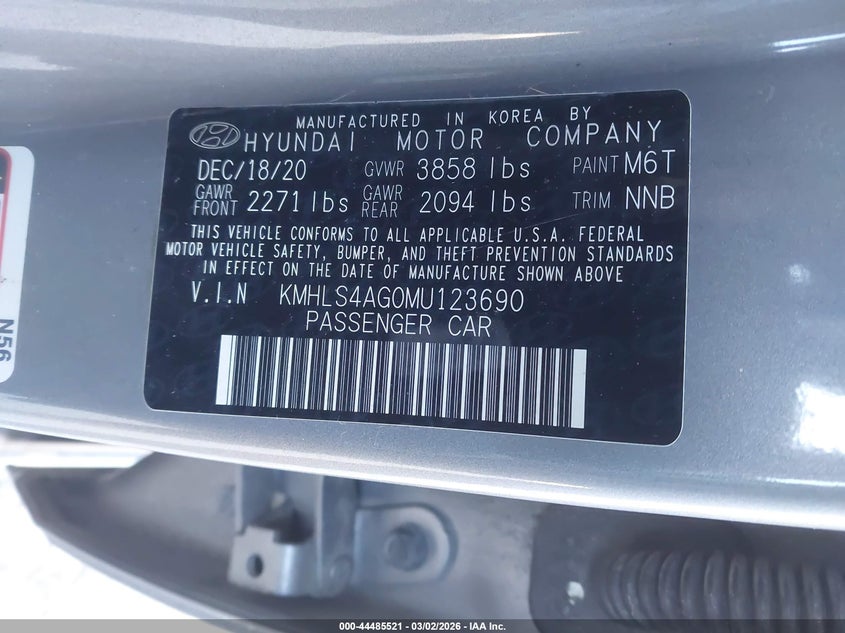 MANUFACTURED IN KOREA BY
HYUNDAI MOTOR COMPANY
DEC/18/20 GVWR 3858 lbs PAINT M6T
GAWR FRONT 2271 lbs GAWR REAR 2094 lbs TRIM NNB
THIS VEHICLE CONFORMS TO ALL APPLICABLE U.S.A. FEDERAL
MOTOR VEHICLE SAFETY, BUMPER, AND THEFT PREVENTION STANDARDS
IN EFFECT ON THE DATE OF MANUFACTURE SHOWN ABOVE
V.I.N KMHLS4AG0MU123690
PASSENGER CAR
N56
000-44485521 - 03/02/2026 - IAA Inc.